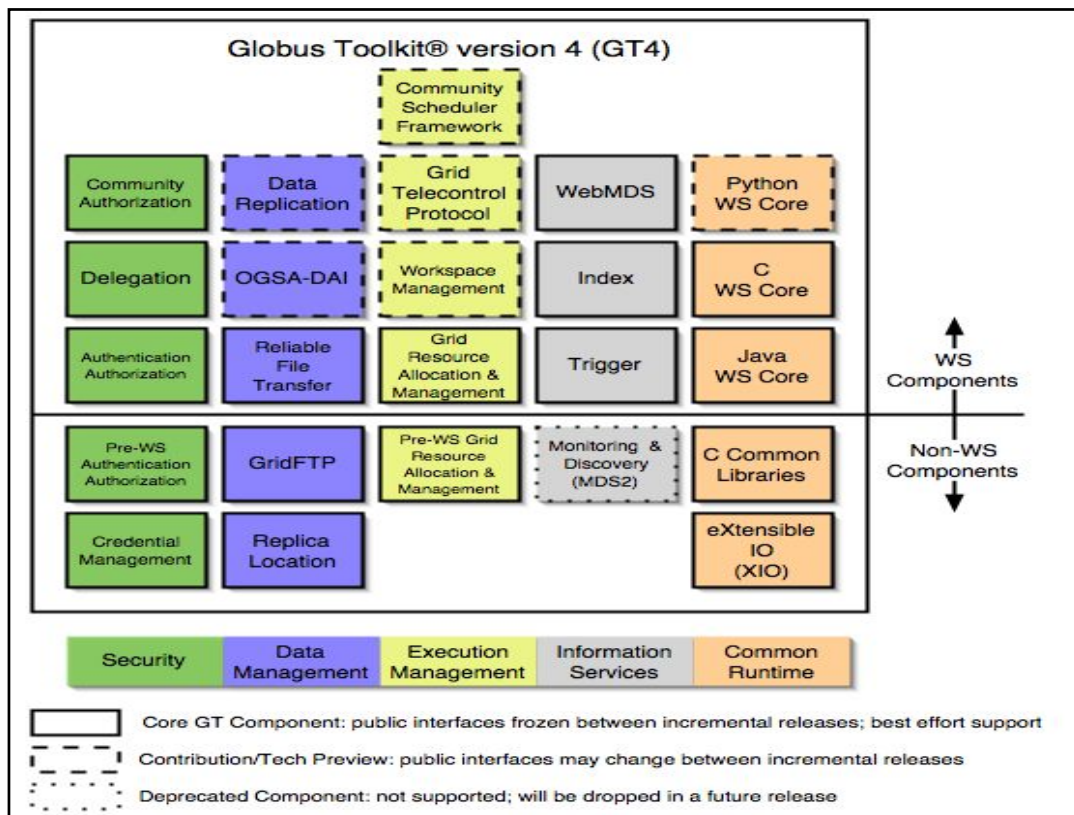 Globus Toolkit® version 4 (GT4)
Community
Scheduler
Framework
Community
Authorization
Data
Replication
Grid
Telecontrol
Protocol
WebMDS
Python
WS Core
Delegation
OGSA-DAI
Workspace
Management
Index
C
WS Core
Authentication
Authorization
Reliable
File
Transfer
Grid
Resource
Allocation &
Management
Trigger
Java
WS Core
WS
Components
Pre-WS
Authentication
Authorization
GridFTP
Pre-WS Grid
Resource
Allocation &
Management
Monitoring &
Discovery
(MDS2)
C Common
Libraries
Non-WS
Components
Credential
Management
Replica
Location
eXtensible
IO
(XIO)
Security
Data
Management
Execution
Management
Information
Services
Common
Runtime
Core GT Component: public interfaces frozen between incremental releases; best effort support
Contribution/Tech Preview: public interfaces may change between incremental releases
Deprecated Component: not supported; will be dropped in a future release